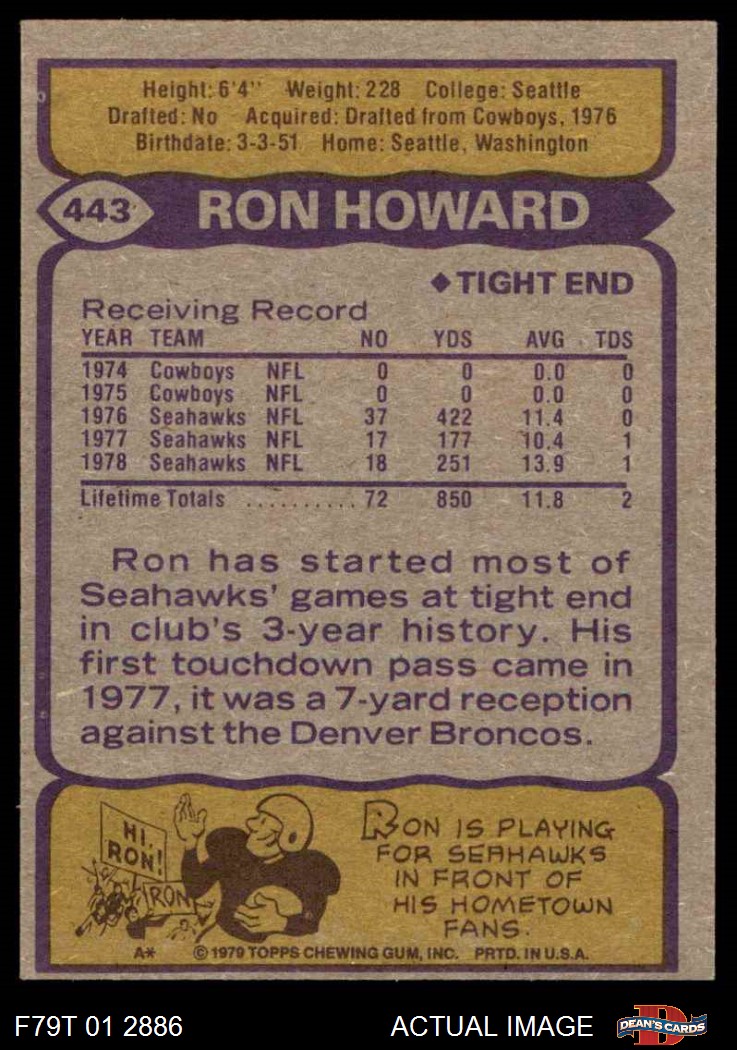 Height: 6'4" Weight: 228 College: Seattle
Drafted: No Acquired: Drafted from Cowboys, 1976
Birthdate: 3-3-51 Home: Seattle, Washington
443 RON HOWARD
◆TIGHT END
Receiving Record
YEAR TEAM NO YDS AVG TDS
1974 Cowboys NFL 0 0 0.0 0
1975 Cowboys NFL 0 0 0.0 0
1976 Seahawks NFL 37 422 11.4 0
1977 Seahawks NFL 17 177 10.4 1
1978 Seahawks NFL 18 251 13.9 1
Lifetime Totals .......... 72 850 11.8 2
Ron has started most of
Seahawks' games at tight end
in club's 3-year history. His
first touchdown pass came in
1977, it was a 7-yard reception
against the Denver Broncos.
HI,
RON!
RON
RON IS PLAYING
FOR SEAHAWKS
IN FRONT OF
HIS HOMETOWN
FANS.
A* © 1979 TOPPS CHEWING GUM, INC. PRTD. IN U.S.A.
F79T 01 2886 ACTUAL IMAGE D DEAN'S CARDS